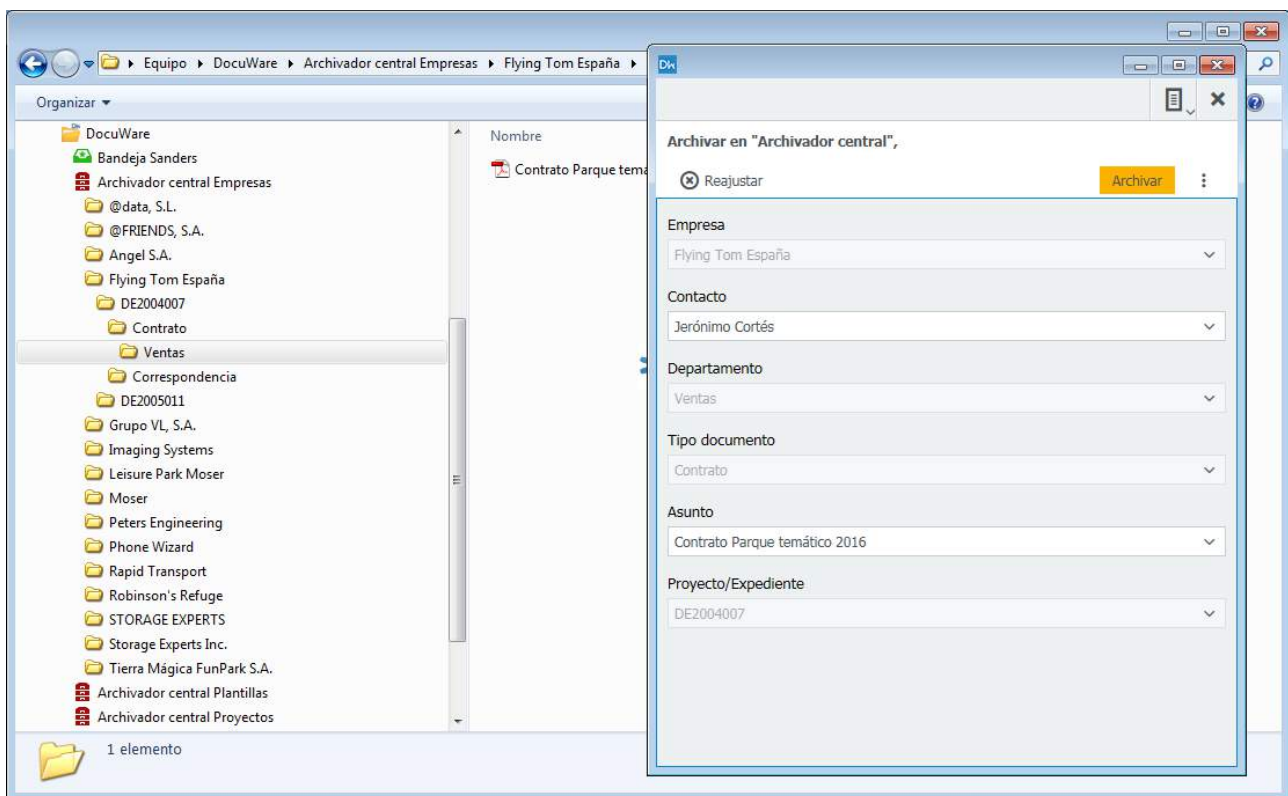 Equipo ▸ DocuWare ▸ Archivador central Empresas ▸ Flying Tom España ▸
Organizar
DocuWare
Bandeja Sanders
Archivador central Empresas
@data, S.L.
@FRIENDS, S.A.
Angel S.A.
Flying Tom España
DE2004007
Contrato
Ventas
Correspondencia
DE2005011
Grupo VL, S.A.
Imaging Systems
Leisure Park Moser
Moser
Peters Engineering
Phone Wizard
Rapid Transport
Robinson's Refuge
STORAGE EXPERTS
Storage Experts Inc.
Tierra Mágica FunPark S.A.
Archivador central Plantillas
Archivador central Proyectos
1 elemento
Nombre
Contrato Parque temá
DW
Archivar en "Archivador central",
Reajustar
Archivar
Empresa
Flying Tom España
Contacto
Jerónimo Cortés
Departamento
Ventas
Tipo documento
Contrato
Asunto
Contrato Parque temático 2016
Proyecto/Expediente
DE2004007